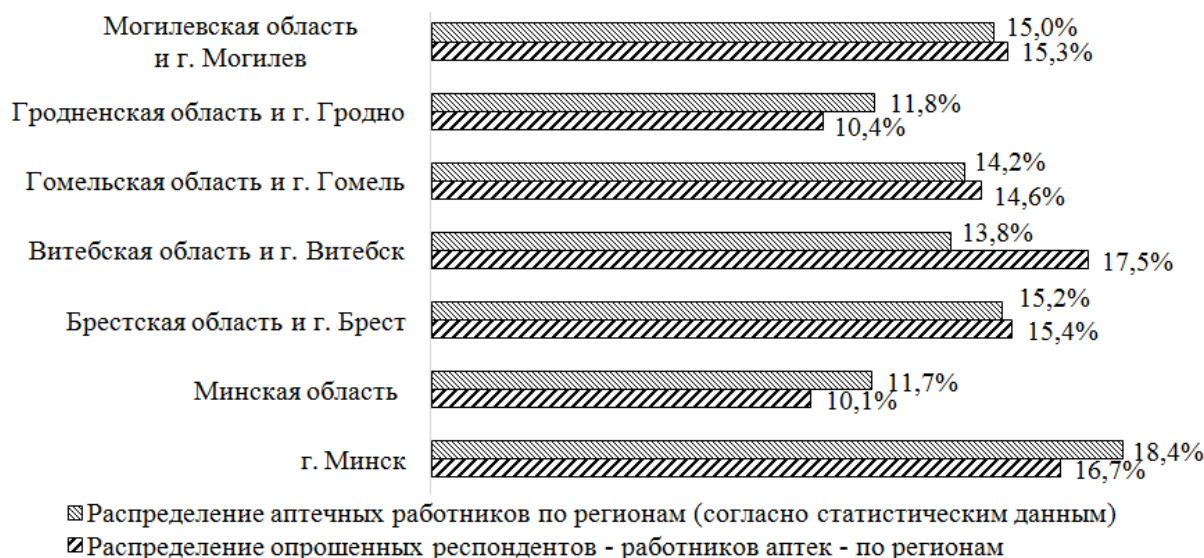 Могилевская область
и г. Могилев
15,0%
15,3%
Гродненская область и г. Гродно
11,8%
10,4%
Гомельская область и г. Гомель
14,2%
14,6%
Витебская область и г. Витебск
13,8%
17,5%
Брестская область и г. Брест
15,2%
15,4%
Минская область
11,7%
10,1%
г. Минск
18,4%
16,7%
Распределение аптечных работников по регионам (согласно статистическим данным)
Распределение опрошенных респондентов - работников аптек - по регионам